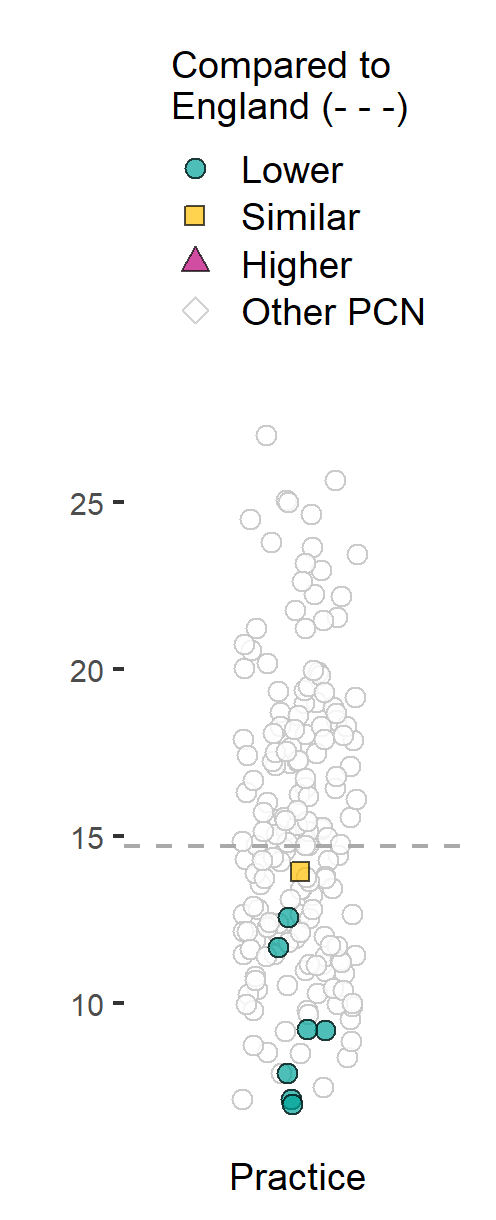 Compared to
England (- - -)
Lower
Similar
Higher
Other PCN
25
20
15
10
Practice